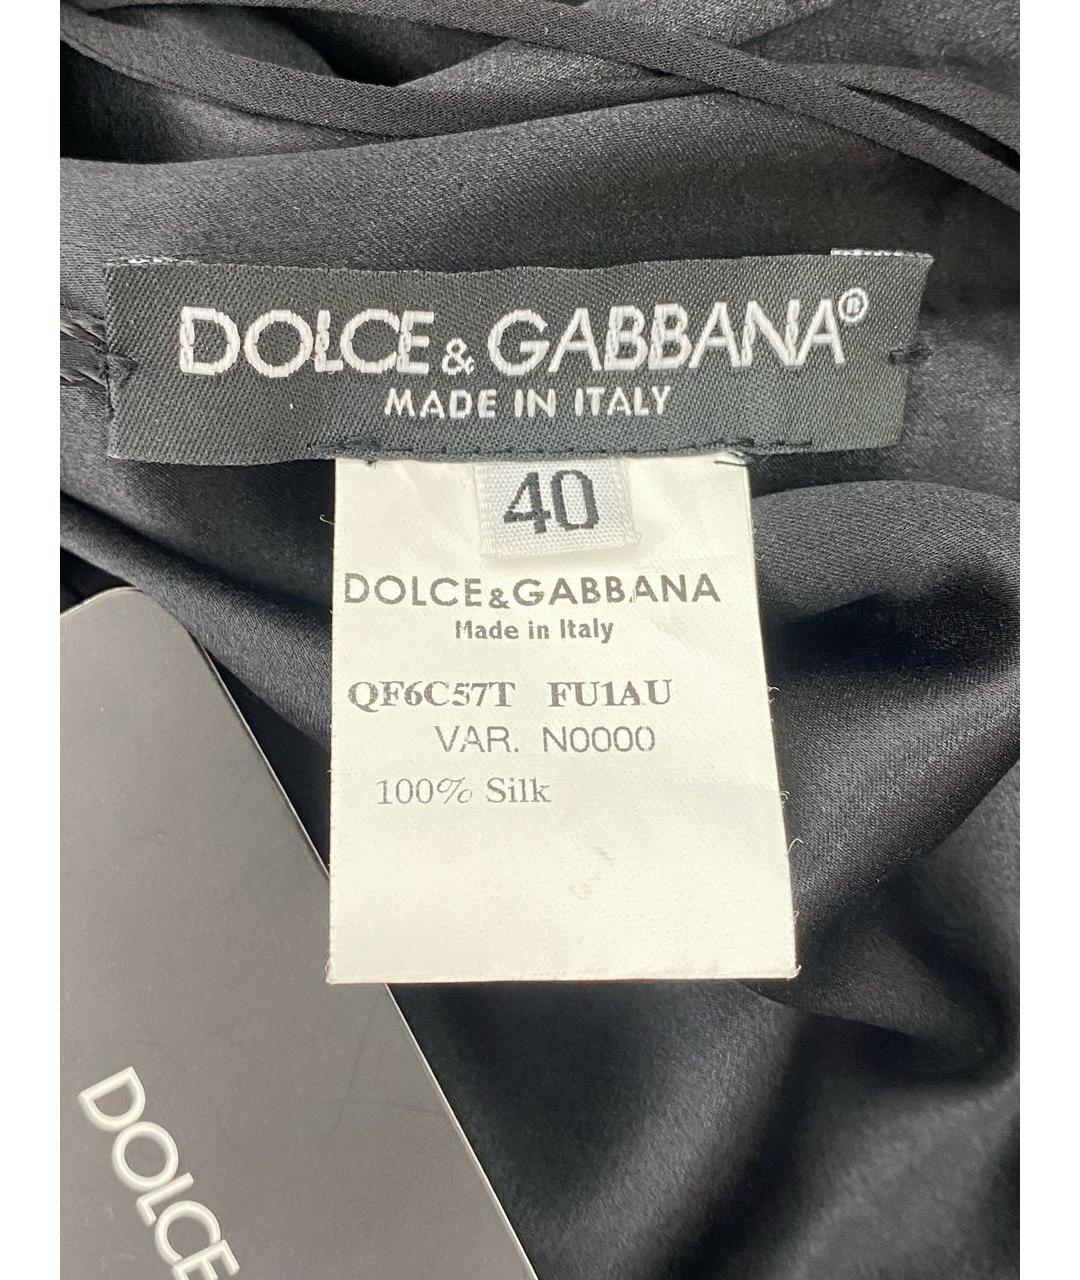 DOLCE & GABBANA®
MADE IN ITALY
40
DOLCE & GABBANA
Made in Italy
QF6C57T FU1AU
VAR. N0000
100% Silk
DOLCE